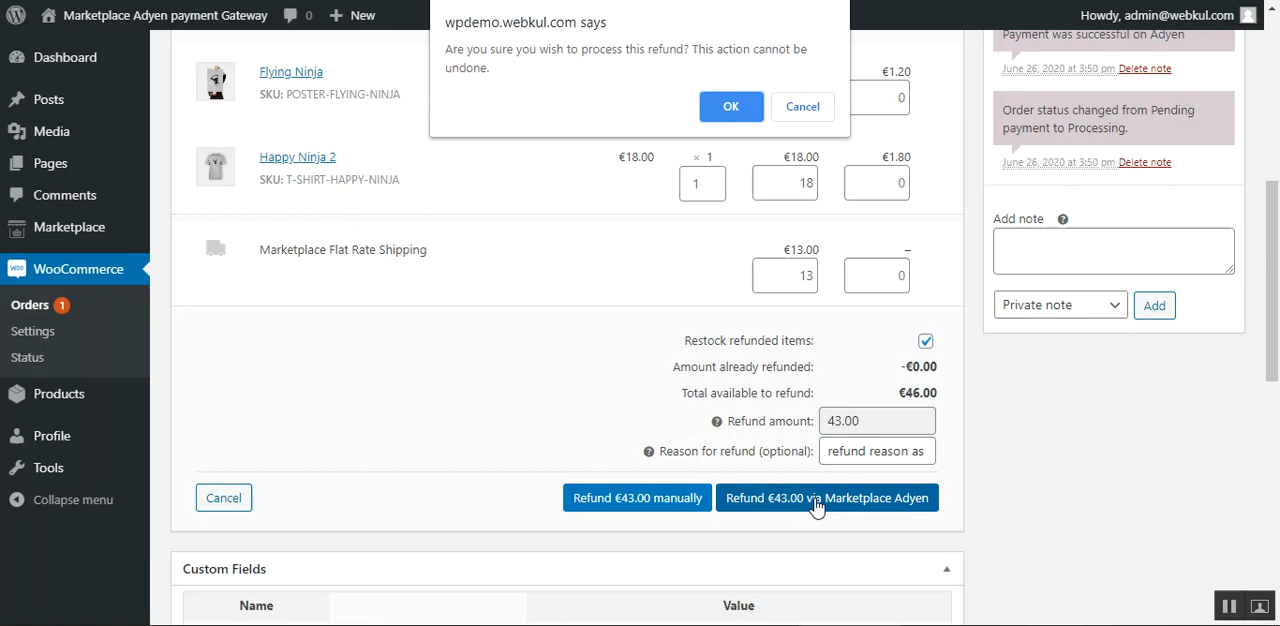 Marketplace Adyen payment Gateway 0 New
Howdy, admin@webkul.com
wpdemo.webkul.com says
Are you sure you wish to process this refund? This action cannot be
undone.
OK
Cancel
Dashboard
Posts
Media
Pages
Comments
Marketplace
WooCommerce
Orders 1
Settings
Status
Products
Profile
Tools
Collapse menu
Flying Ninja €1.20
SKU: POSTER-FLYING-NINJA 0
Happy Ninja 2 €18.00 × 1 €18.00 €1.80
SKU: T-SHIRT-HAPPY-NINJA 1 18 0
Marketplace Flat Rate Shipping €13.00 –
13 0
Restock refunded items:
Amount already refunded: -€0.00
Total available to refund: €46.00
Refund amount: 43.00
Reason for refund (optional): refund reason as
Cancel
Refund €43.00 manually
Refund €43.00 via Marketplace Adyen
Custom Fields
Name Value
Payment was successful on Adyen
June 26, 2020 at 3:50 pm Delete note
Order status changed from Pending
payment to Processing.
June 26, 2020 at 3:50 pm Delete note
Add note
Private note
Add